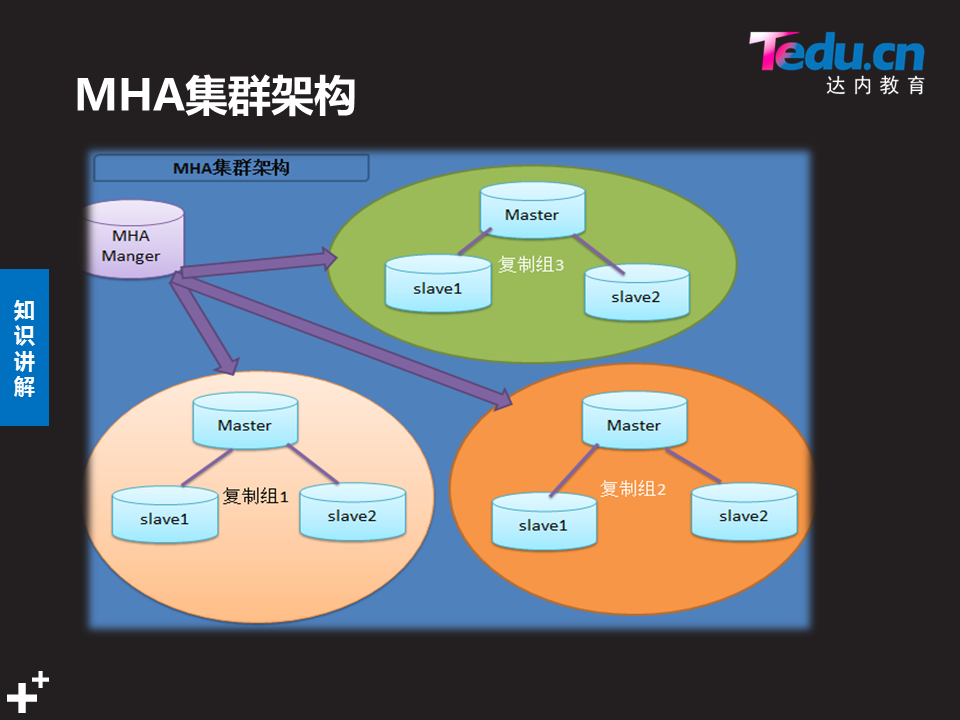 Tedu.cn
达内教育
MHA集群架构
MHA集群架构
MHA
Manger
Master
复制组3
slave1
slave2
知
识
讲
解
Master
复制组1
slave1
slave2
Master
复制组2
slave1
slave2